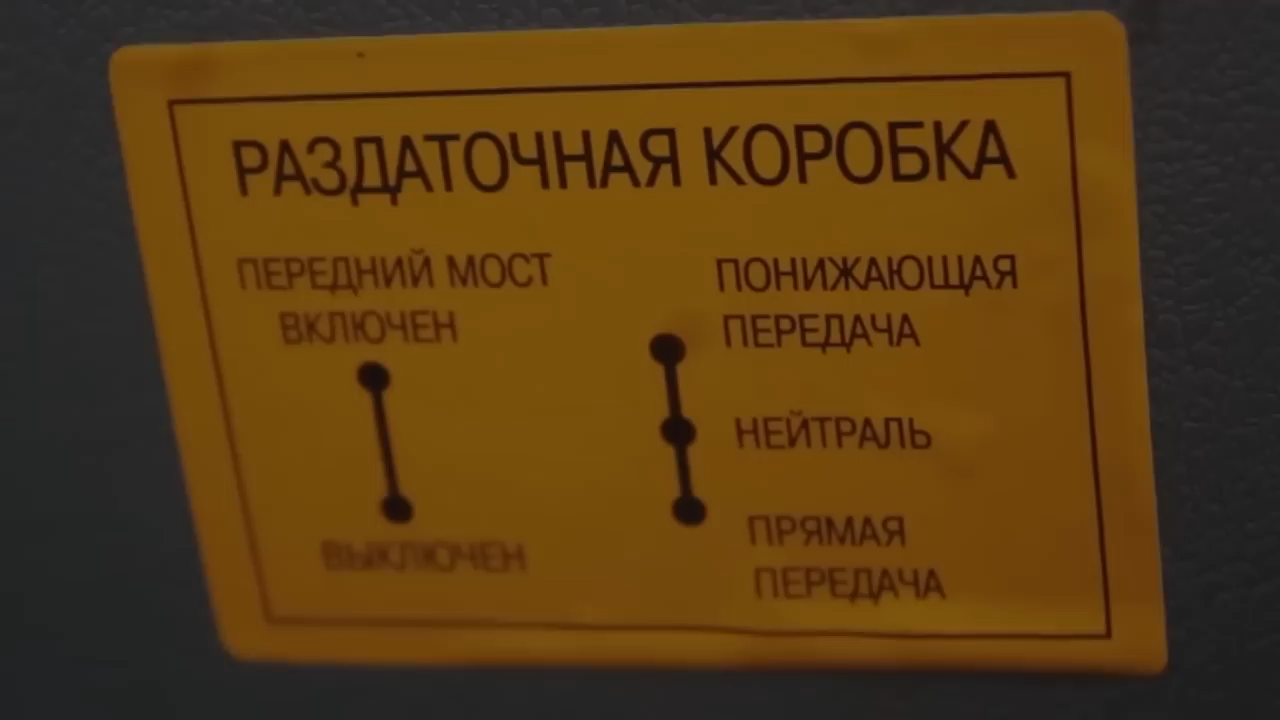 РАЗДАТОЧНАЯ КОРОБКА
ПЕРЕДНИЙ МОСТ
ВКЛЮЧЕН
ВЫКЛЮЧЕН
ПОНИЖАЮЩАЯ
ПЕРЕДАЧА
НЕЙТРАЛЬ
ПРЯМАЯ
ПЕРЕДАЧА